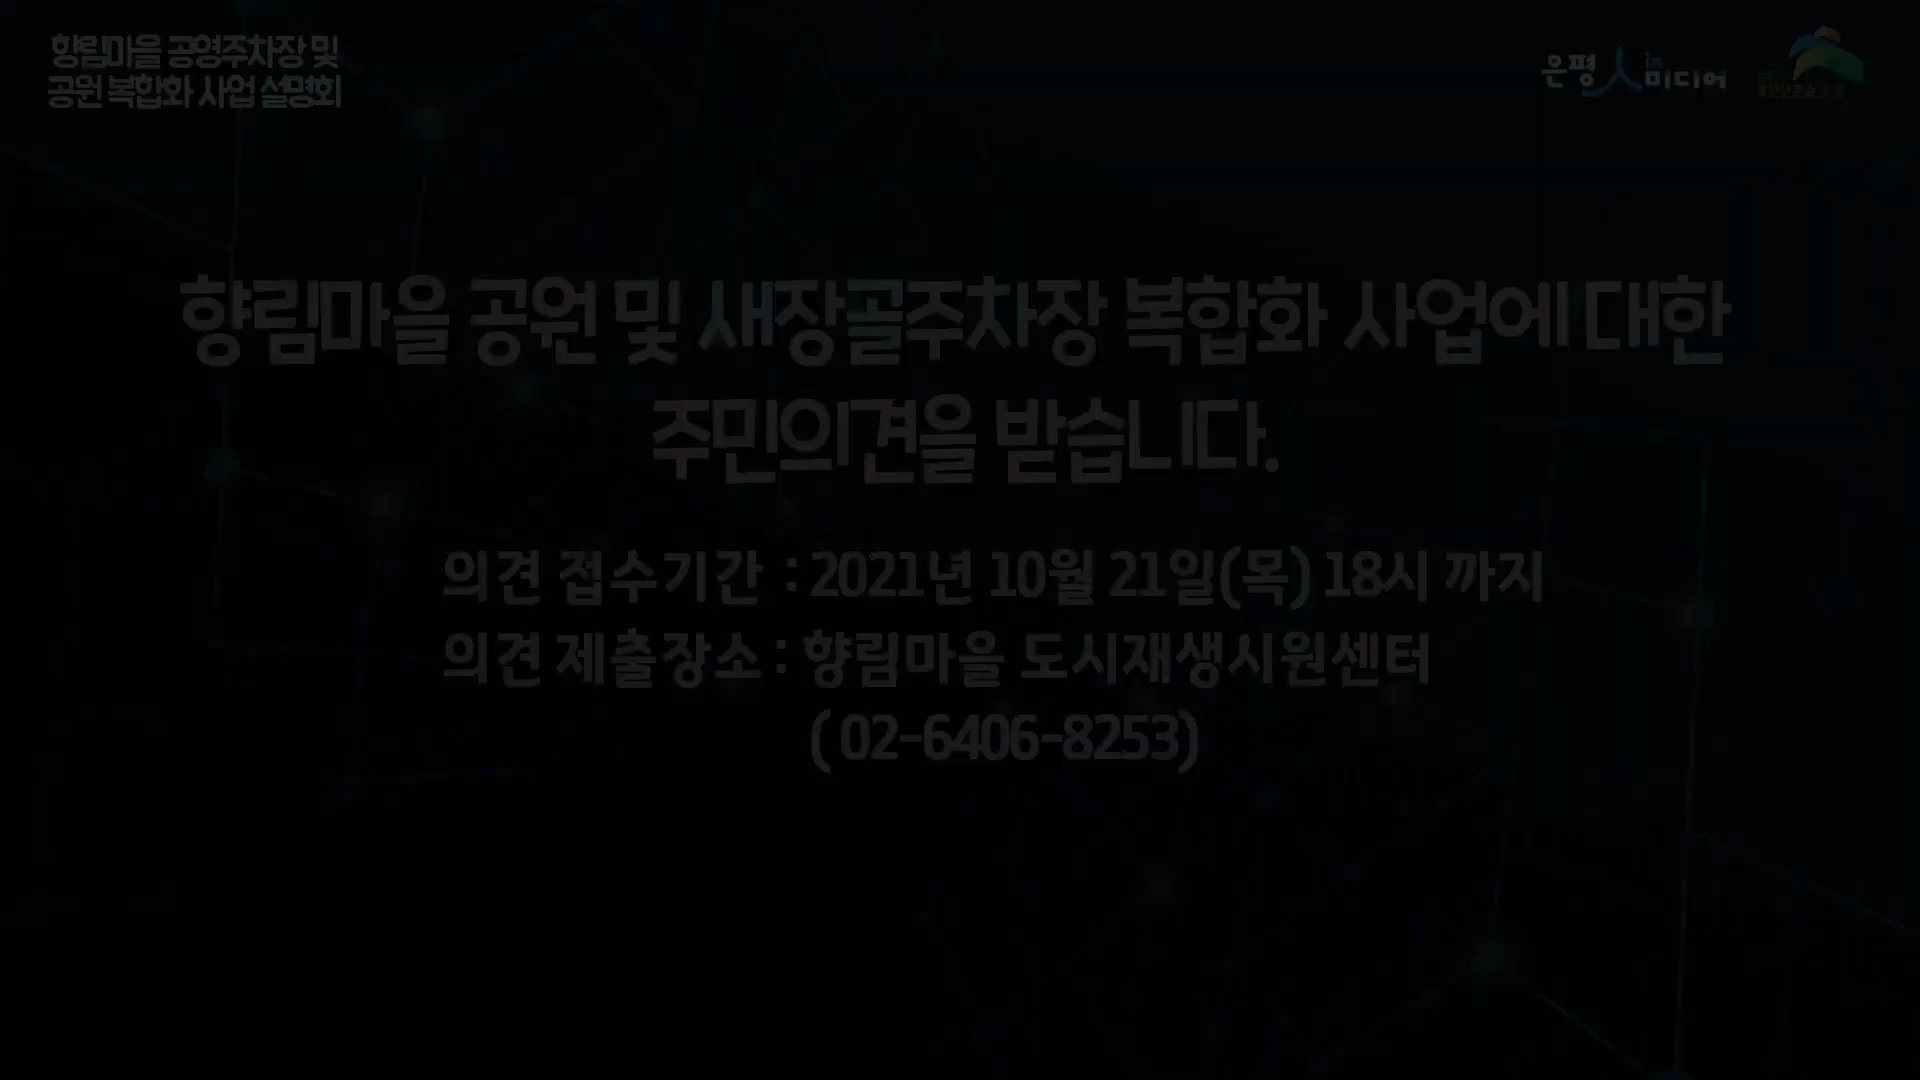 향림마을 공영주차장 및
공원 복합화 사업 설명회
은평 人 in 미디어
향림마을 공원 및 새장골주차장 복합화 사업에 대한
주민의견을 받습니다.
의견 접수기간 : 2021년 10월 21일(목) 18시 까지
의견 제출장소 : 향림마을 도시재생시원센터
( 02-6406-8253)